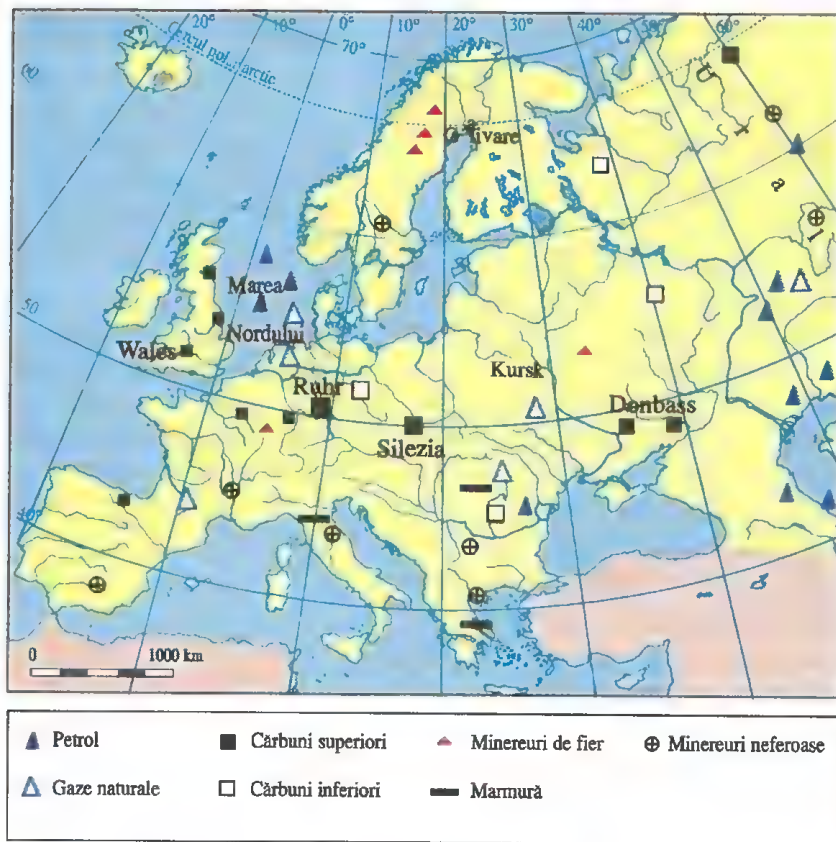 20° 10° 0° 10° 20° 30° 40° 50° 60°
70°
Cercul pol. arctic
U
r
a
l
Marea
Nordului
50
Wales
Ruhr
Kursk
Donbass
Silezia
40°
0 1000 km
Petrol
Cărbuni superiori
Minereuri de fier
Minereuri neferoase
Gaze naturale
Cărbuni inferiori
Marmură